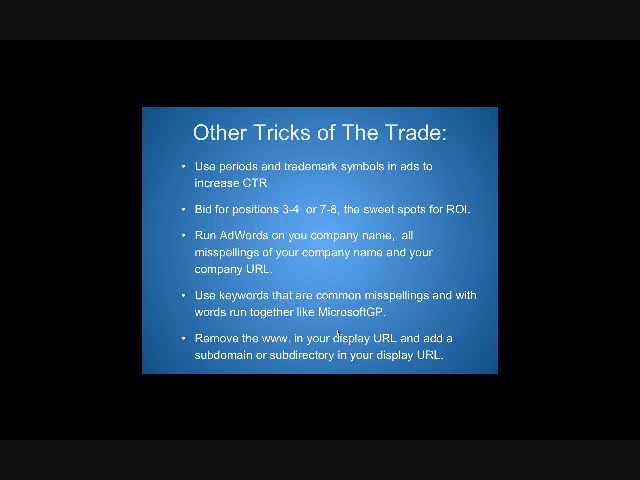 Other Tricks of The Trade:
• Use periods and trademark symbols in ads to
increase CTR
• Bid for positions 3-4 or 7-8, the sweet spots for ROI.
• Run AdWords on you company name, all
misspellings of your company name and your
company URL.
• Use keywords that are common misspellings and with
words run together like MicrosoftGP.
• Remove the www. in your display URL and add a
subdomain or subdirectory in your display URL.